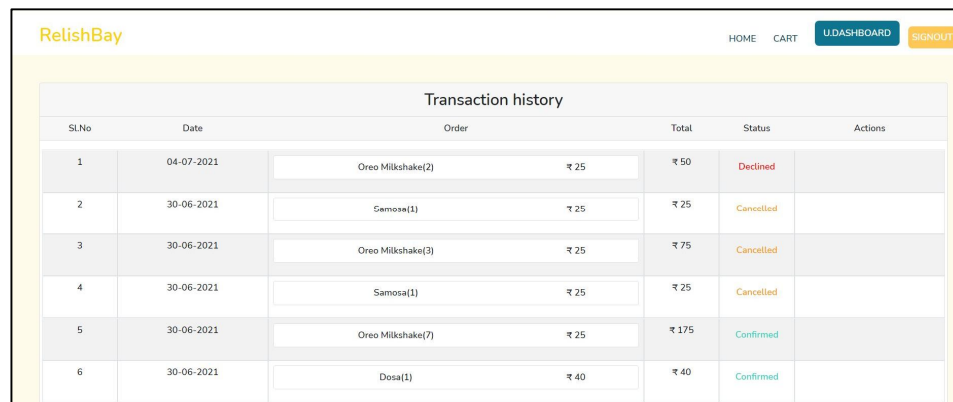 RelishBay HOME CART U.DASHBOARD SIGNOUT
Transaction history
Sl.No Date Order Total Status Actions
1 04-07-2021 Oreo Milkshake(2) ₹ 25 ₹ 50 Declined
2 30-06-2021 Samosa(1) ₹ 25 ₹ 25 Cancelled
3 30-06-2021 Oreo Milkshake(3) ₹ 25 ₹ 75 Cancelled
4 30-06-2021 Samosa(1) ₹ 25 ₹ 25 Cancelled
5 30-06-2021 Oreo Milkshake(7) ₹ 25 ₹ 175 Confirmed
6 30-06-2021 Dosa(1) ₹ 40 ₹ 40 Confirmed